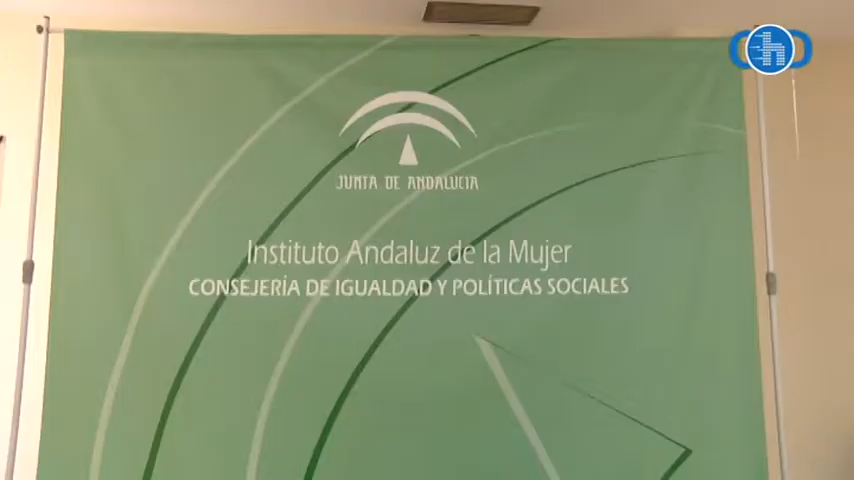 JUNTA DE ANDALUCIA
Instituto Andaluz de la Mujer
CONSEJERÍA DE IGUALDAD Y POLÍTICAS SOCIALES
h